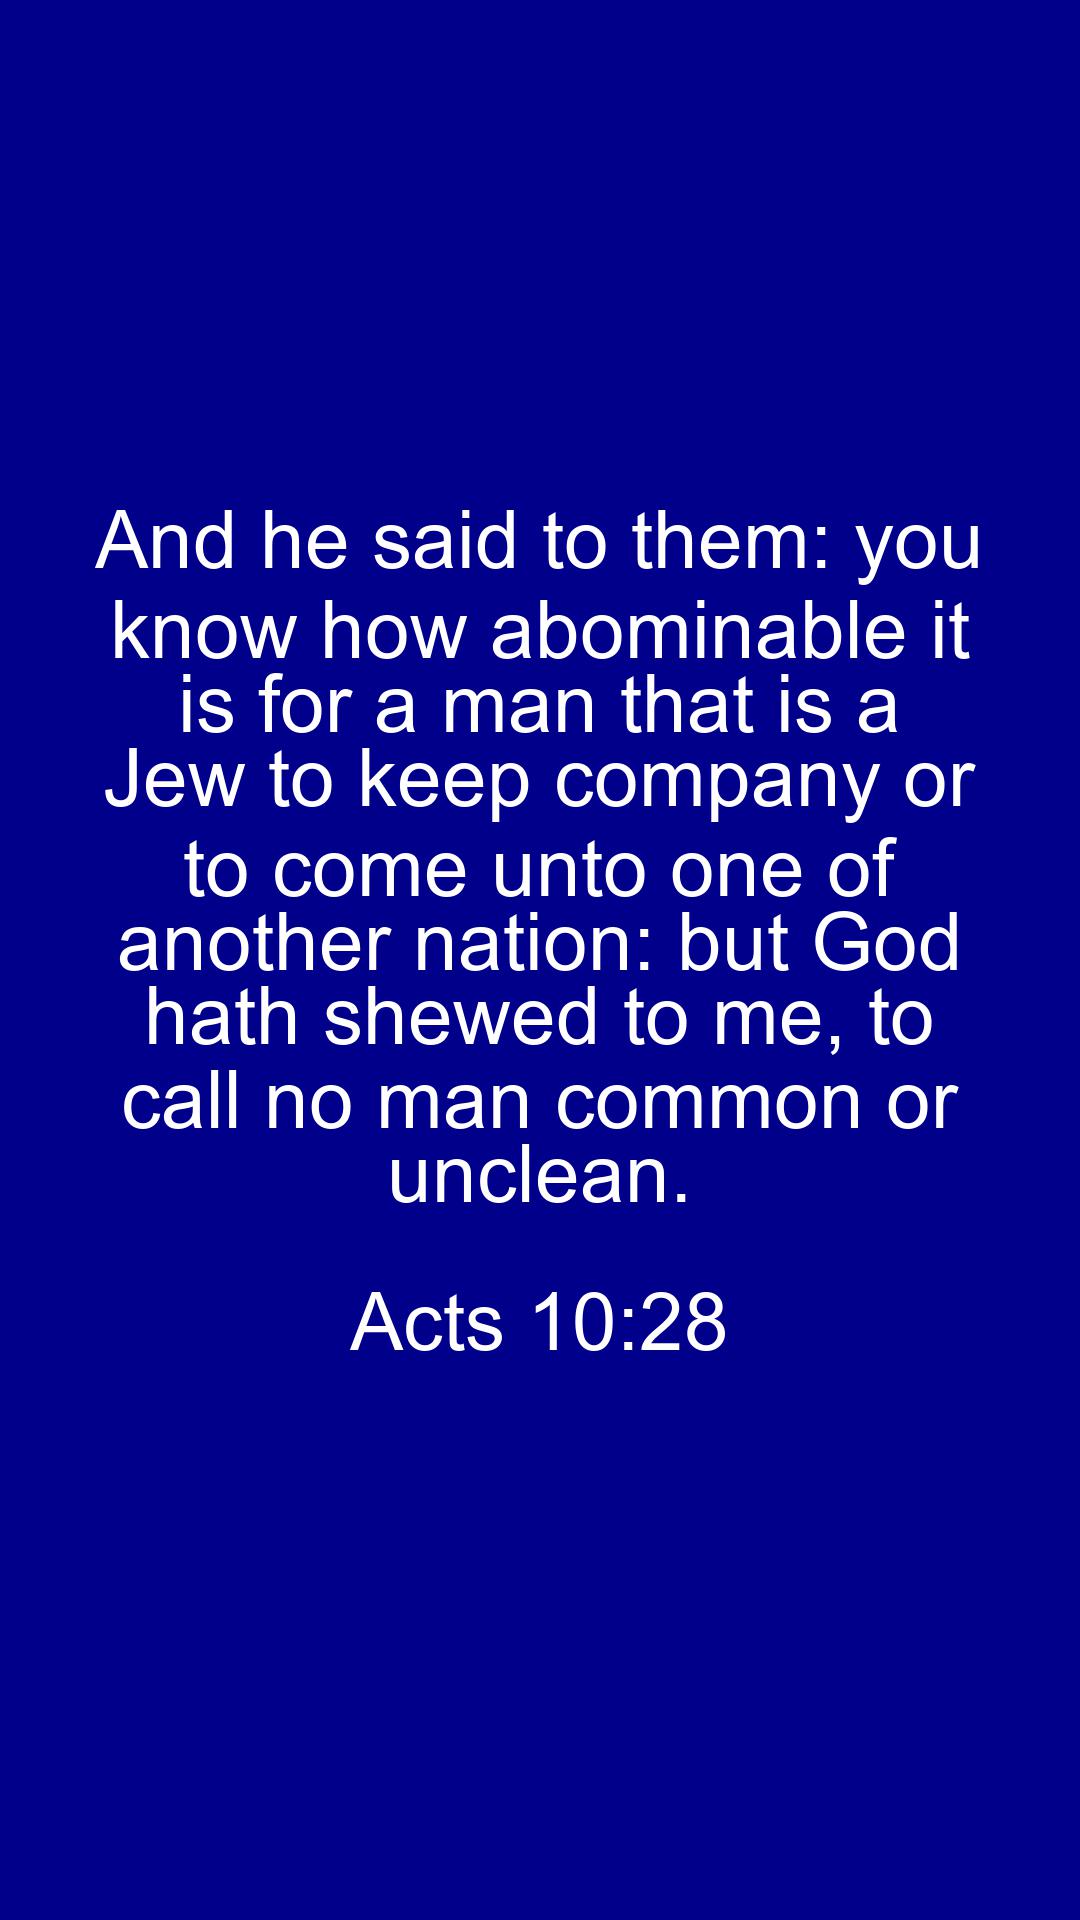 And he said to them: you
know how abominable it
is for a man that is a
Jew to keep company or
to come unto one of
another nation: but God
hath shewed to me, to
call no man common or
unclean.
Acts 10:28